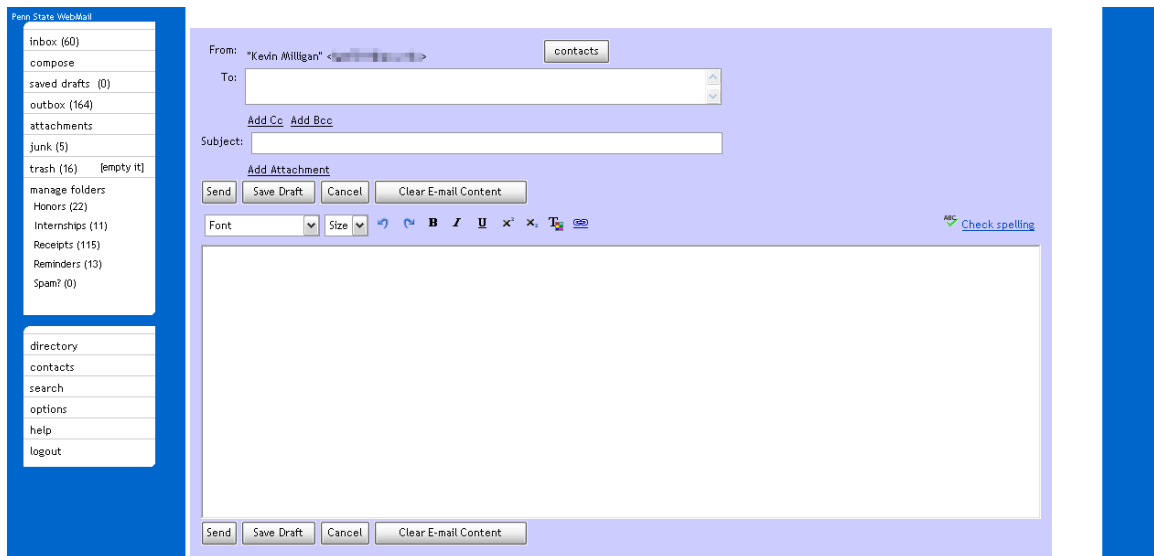 Penn State WebMail
inbox (60)
compose
saved drafts (0)
outbox (164)
attachments
junk (5)
trash (16) [empty it]
manage folders
Honors (22)
Internships (11)
Receipts (115)
Reminders (13)
Spam? (0)
directory
contacts
search
options
help
logout
From: "Kevin Milligan" < > contacts
To:
Add Cc Add Bcc
Subject:
Add Attachment
Send Save Draft Cancel Clear E-mail Content
Font Size B I U x² x₂ T ABC Check spelling
Send Save Draft Cancel Clear E-mail Content